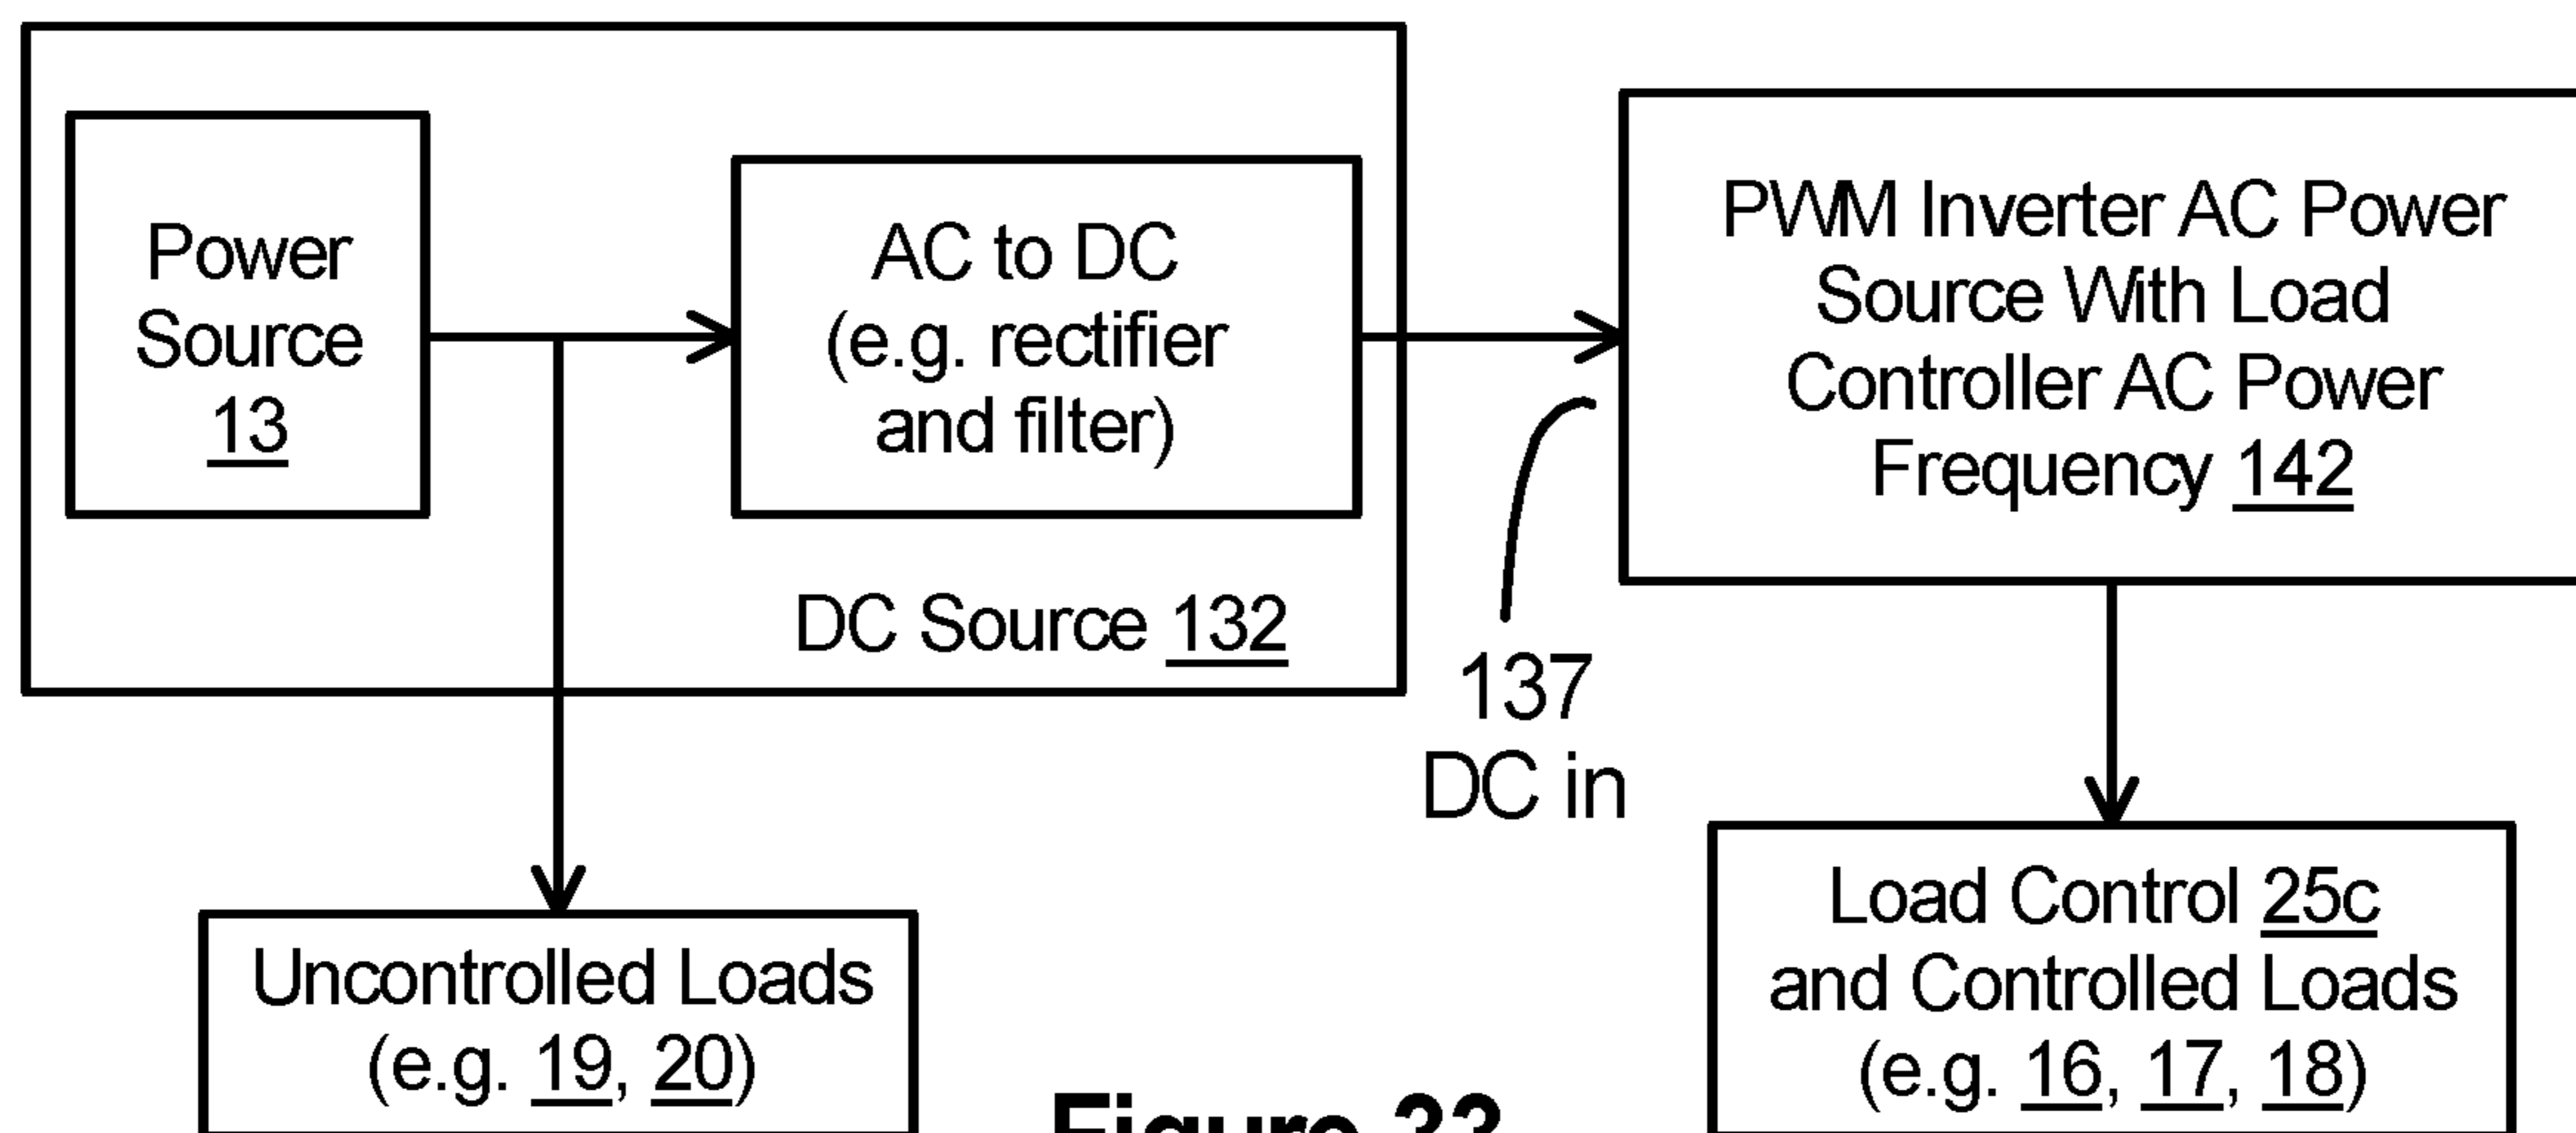 Power
Source
13
AC to DC
(e.g. rectifier
and filter)
DC Source 132
PWM Inverter AC Power
Source With Load
Controller AC Power
Frequency 142
137
DC in
Uncontrolled Loads
(e.g. 19, 20)
Load Control 25c
and Controlled Loads
(e.g. 16, 17, 18)
Figure